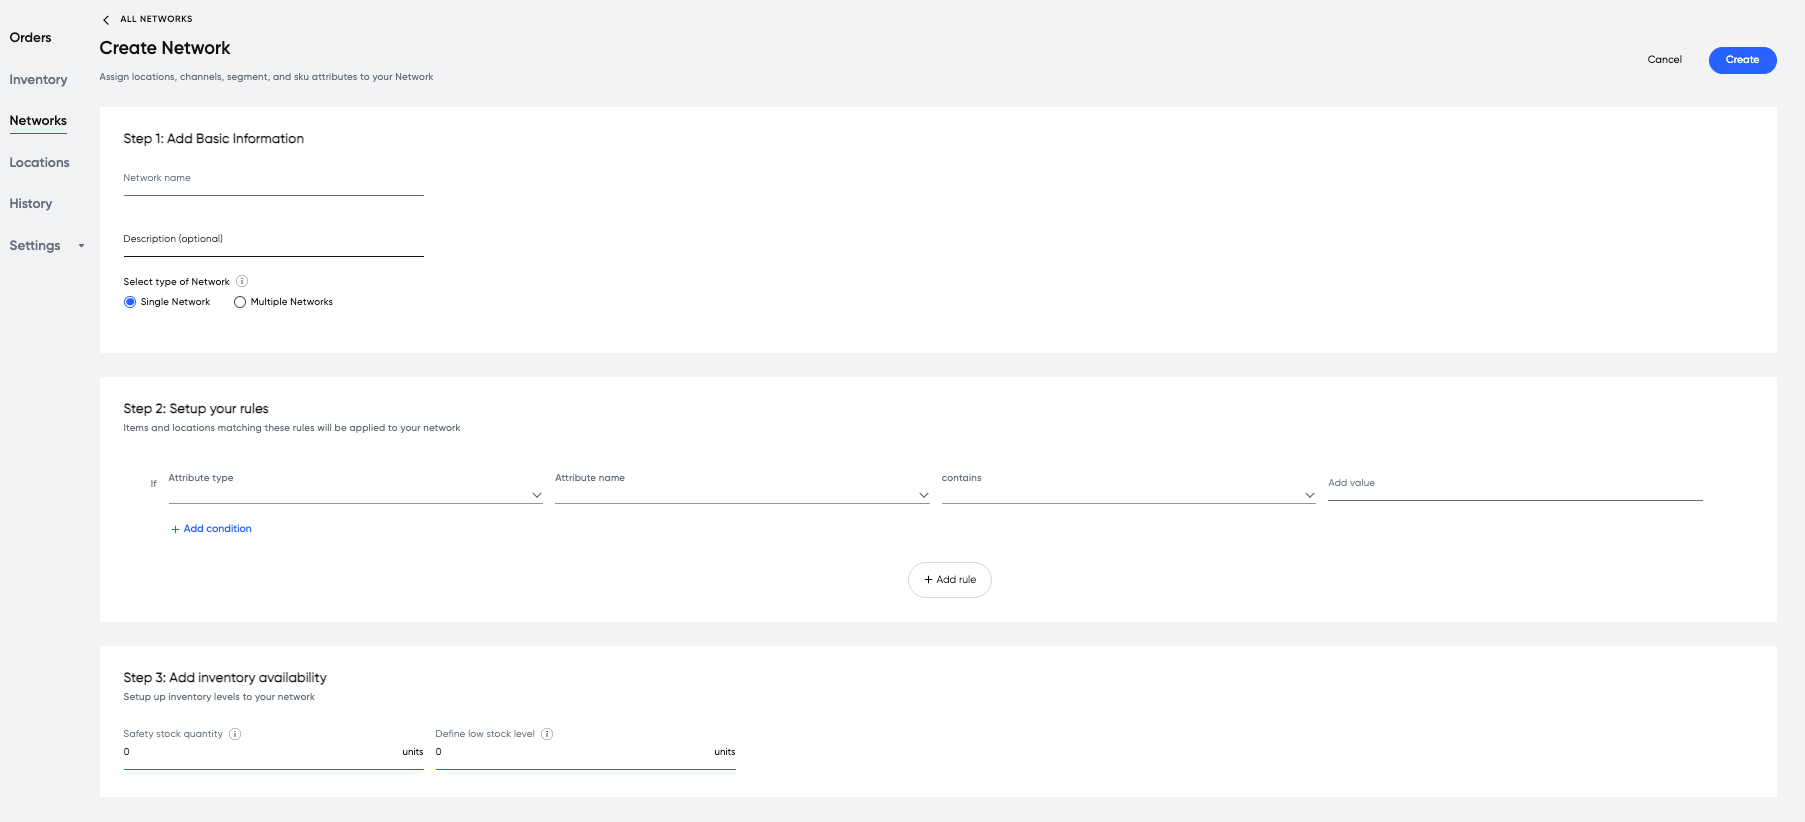 ALL NETWORKS
Create Network
Assign locations, channels, segment, and sku attributes to your Network
Cancel
Create
Orders
Inventory
Networks
Locations
History
Settings
Step 1: Add Basic Information
Network name
Description (optional)
Select type of Network
Single Network
Multiple Networks
Step 2: Setup your rules
Items and locations matching these rules will be applied to your network
If
Attribute type
Attribute name
contains
Add value
+ Add condition
+ Add rule
Step 3: Add inventory availability
Setup up inventory levels to your network
Safety stock quantity
0 units
Define low stock level
0 units